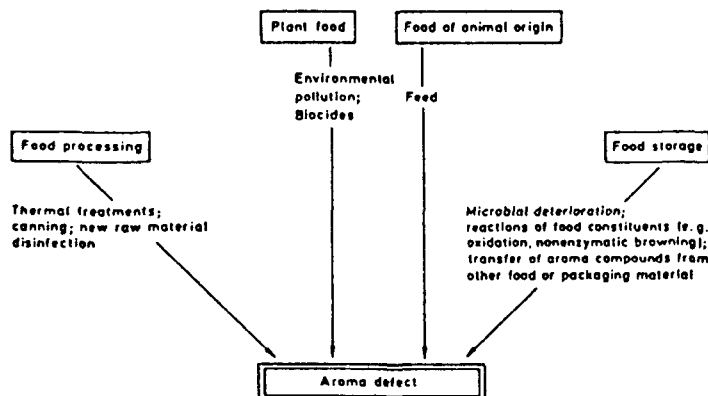 Plant food
Food of animal origin
Environmental
pollution;
Biocides
Feed
Food processing
Food storage
Thermal treatments;
canning; new raw material
disinfection
Microbial deterioration;
reactions of food constituents (e.g.
oxidation, nonenzymatic browning);
transfer of aroma compounds from
other food or packaging material
Aroma defect